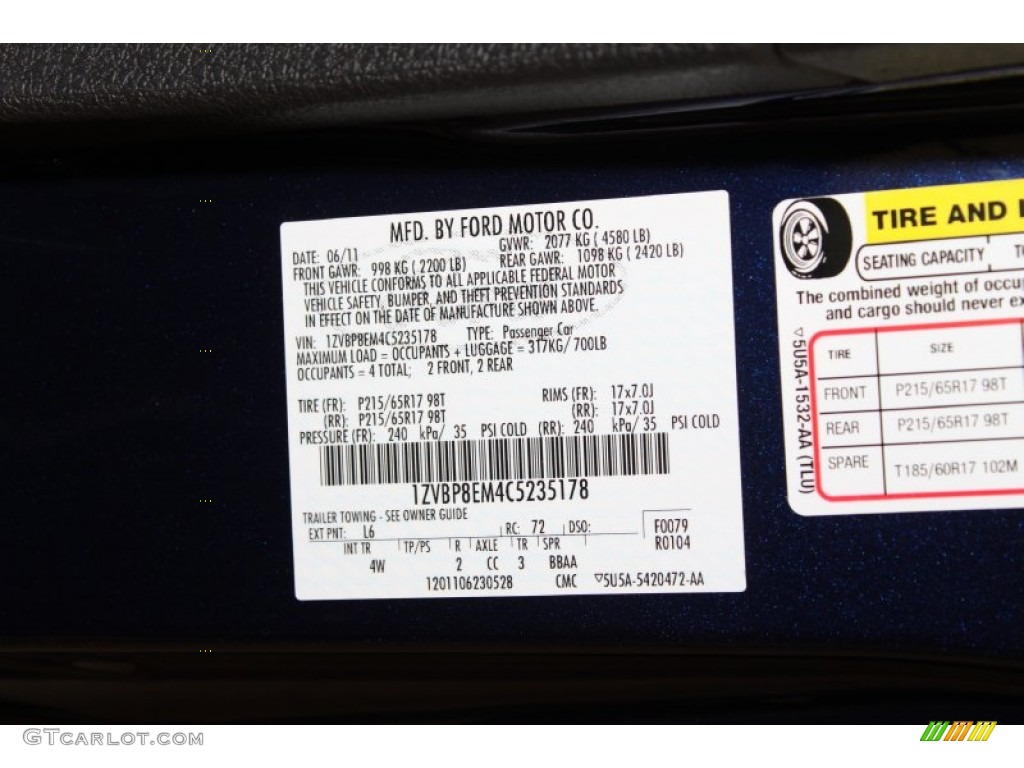 MFD. BY FORD MOTOR CO.
DATE: 06/11 GVWR: 2077 KG ( 4580 LB)
FRONT GAWR: 998 KG ( 2200 LB) REAR GAWR: 1098 KG ( 2420 LB)
THIS VEHICLE CONFORMS TO ALL APPLICABLE FEDERAL MOTOR
VEHICLE SAFETY, BUMPER, AND THEFT PREVENTION STANDARDS
IN EFFECT ON THE DATE OF MANUFACTURE SHOWN ABOVE.
VIN: 1ZVBP8EM4C5235178 TYPE: Passenger Car
MAXIMUM LOAD = OCCUPANTS + LUGGAGE = 317KG/ 700LB
OCCUPANTS = 4 TOTAL; 2 FRONT, 2 REAR
TIRE (FR): P215/65R17 98T RIMS (FR): 17x7.0J
(RR): P215/65R17 98T (RR): 17x7.0J
PRESSURE (FR): 240 kPa/ 35 PSI COLD (RR): 240 kPa/ 35 PSI COLD
1ZVBP8EM4C5235178
TRAILER TOWING - SEE OWNER GUIDE
EXT PNT: L6 RC: 72 DSO: F0079
INT TR TP/PS R AXLE TR SPR R0104
4W 2 CC 3 BBAA
1201106230528 CMC ▽5U5A-5420472-AA
TIRE AND
SEATING CAPACITY
The combined weight of occu
and cargo should never ex
TIRE SIZE
FRONT P215/65R17 98T
REAR P215/65R17 98T
SPARE T185/60R17 102M
▽5U5A-1532-AA (TLU)
GTCARLOT.COM